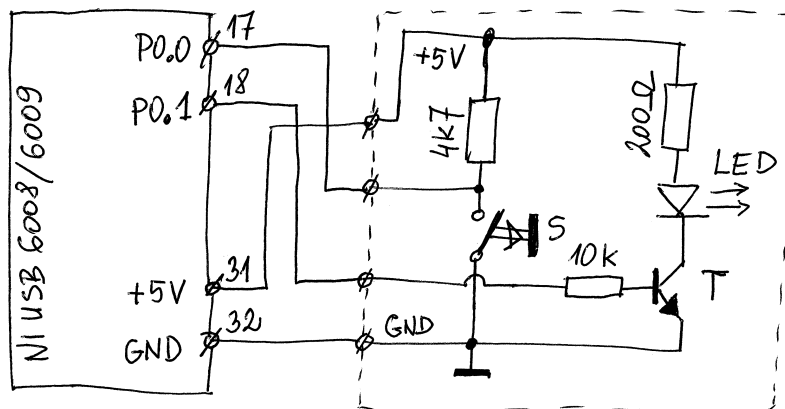 NI USB 6008/6009
P0.0
17
P0.1
18
+5V
31
GND
32
+5V
4k7
200Ω
LED
S
10k
T
GND